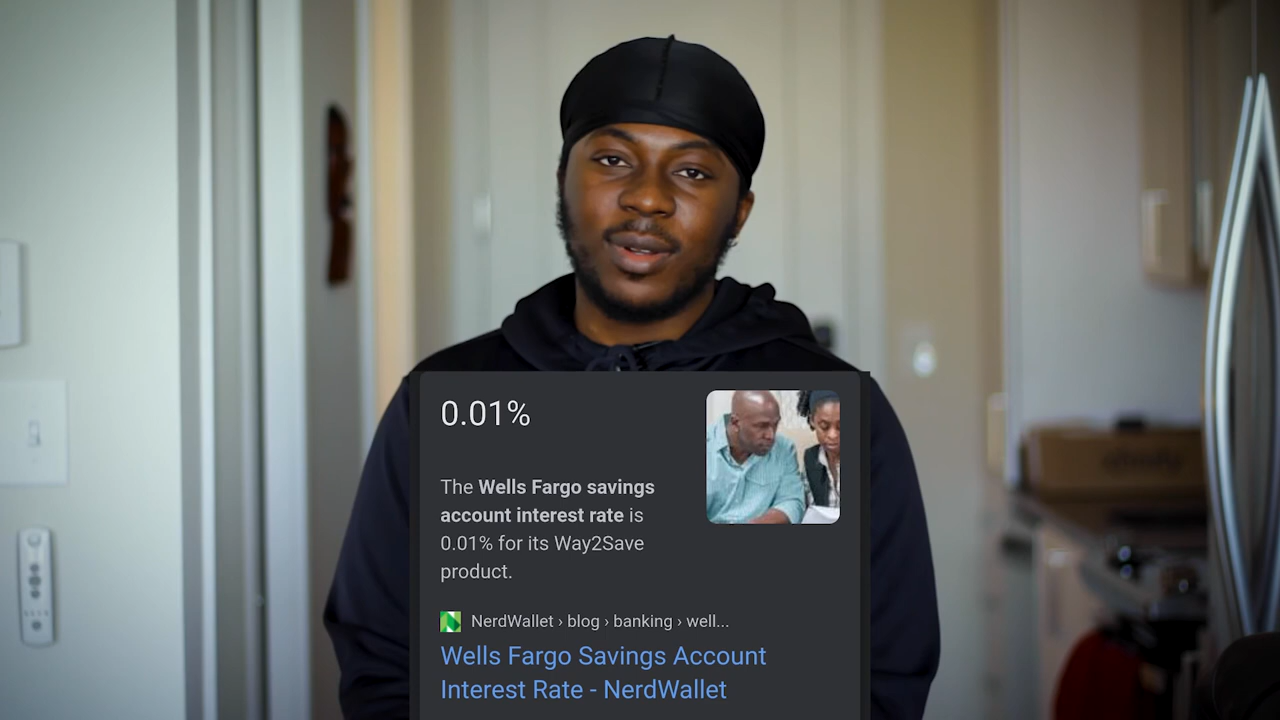 0.01%
The Wells Fargo savings
account interest rate is
0.01% for its Way2Save
product.
NerdWallet › blog › banking › well...
Wells Fargo Savings Account
Interest Rate - NerdWallet